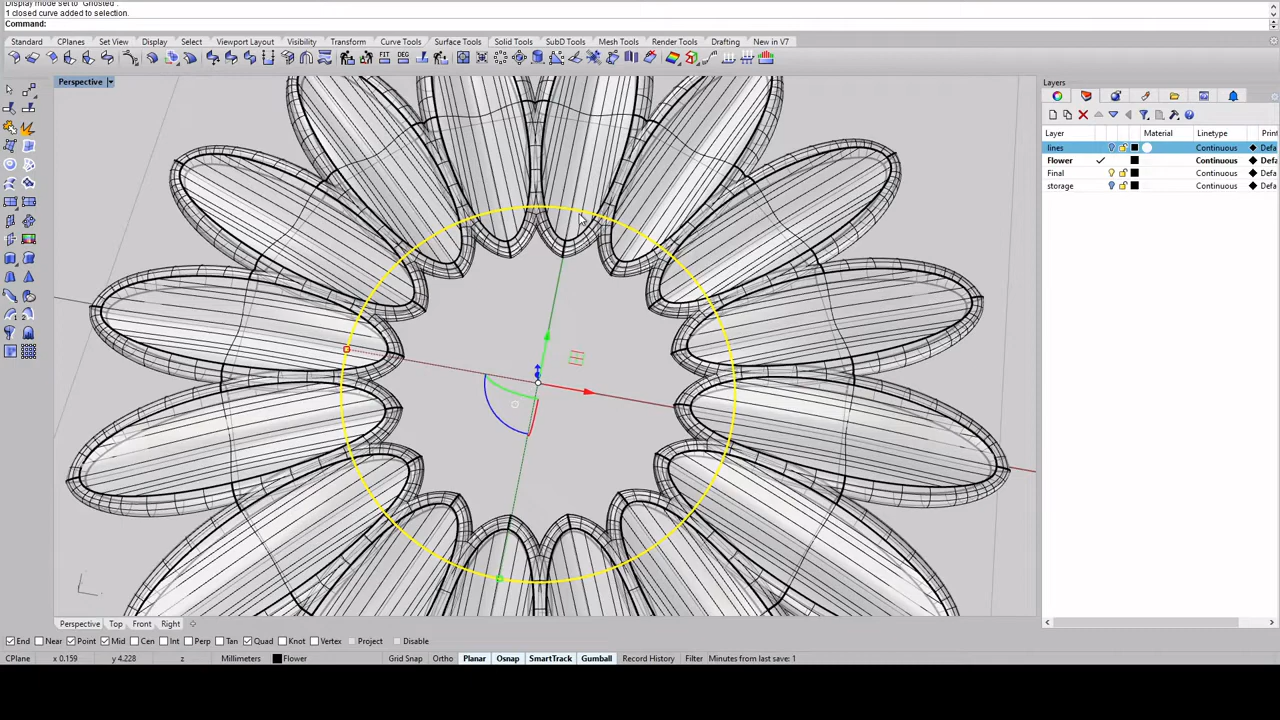 Display mode set to "Ghosted".
1 closed curve added to selection.
Command:
Standard CPlanes Set View Display Select Viewport Layout Visibility Transform Curve Tools Surface Tools Solid Tools SubD Tools Mesh Tools Render Tools Drafting New in V7
Perspective
Layers
Layer Material Linetype Print
lines Continuous Defa
Flower Continuous Defa
Final Continuous Defa
storage Continuous Defa
Perspective Top Front Right
End Near Point Mid Cen Int Perp Tan Quad Knot Vertex Project Disable
CPlane x 0.159 y 4.228 z Millimeters Flower Grid Snap Ortho Planar Osnap SmartTrack Gumball Record History Filter Minutes from last save: 1